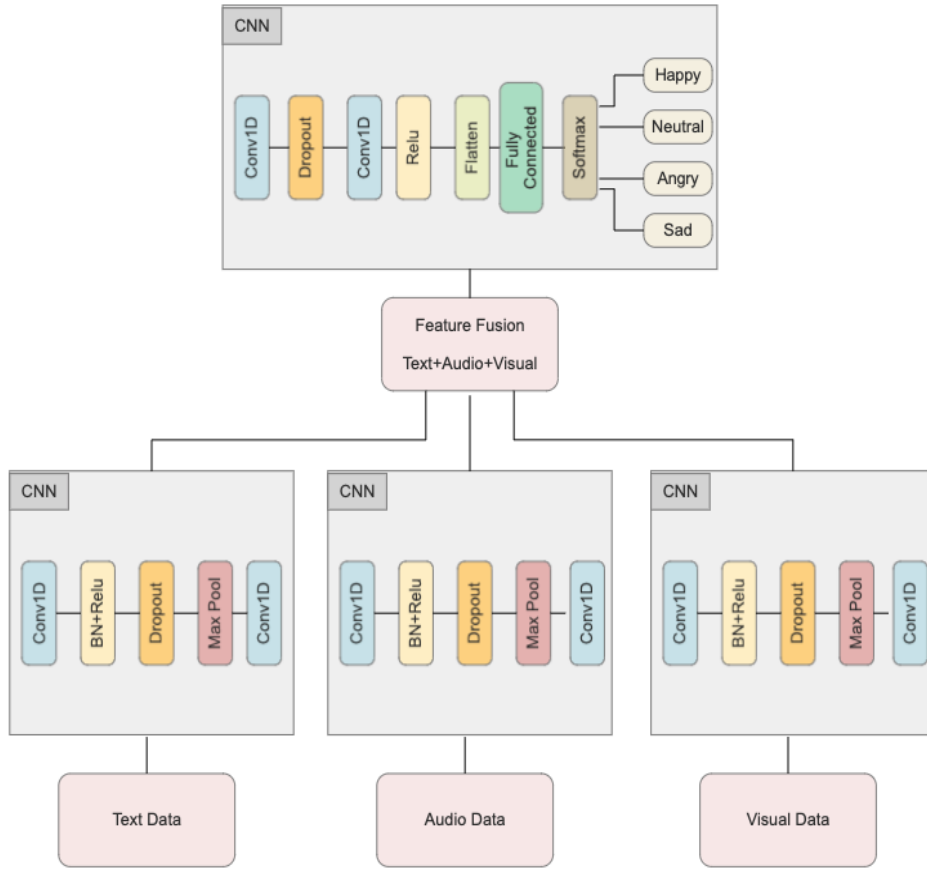 CNN
Conv1D
Dropout
Conv1D
Relu
Flatten
Fully
Connected
Softmax
Happy
Neutral
Angry
Sad
Feature Fusion
Text+Audio+Visual
CNN
Conv1D
BN+Relu
Dropout
Max Pool
Conv1D
CNN
Conv1D
BN+Relu
Dropout
Max Pool
Conv1D
CNN
Conv1D
BN+Relu
Dropout
Max Pool
Conv1D
Text Data
Audio Data
Visual Data